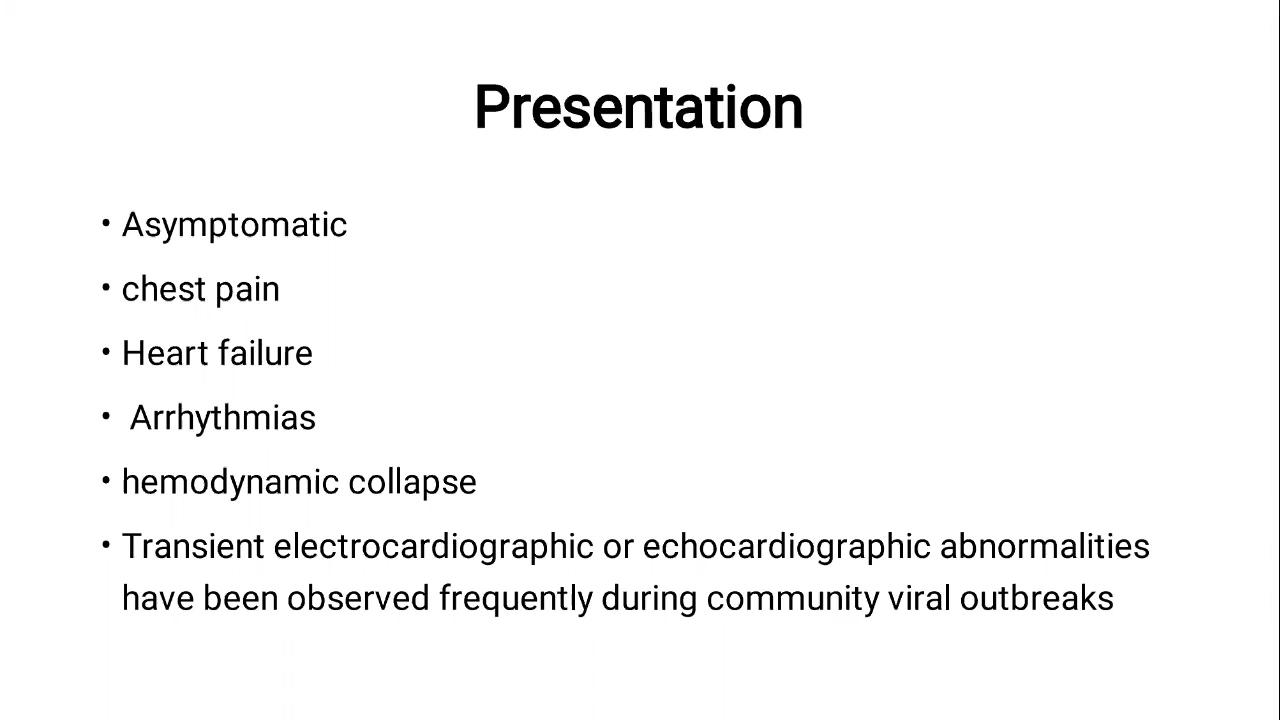 Presentation
• Asymptomatic
• chest pain
• Heart failure
• Arrhythmias
• hemodynamic collapse
• Transient electrocardiographic or echocardiographic abnormalities
have been observed frequently during community viral outbreaks